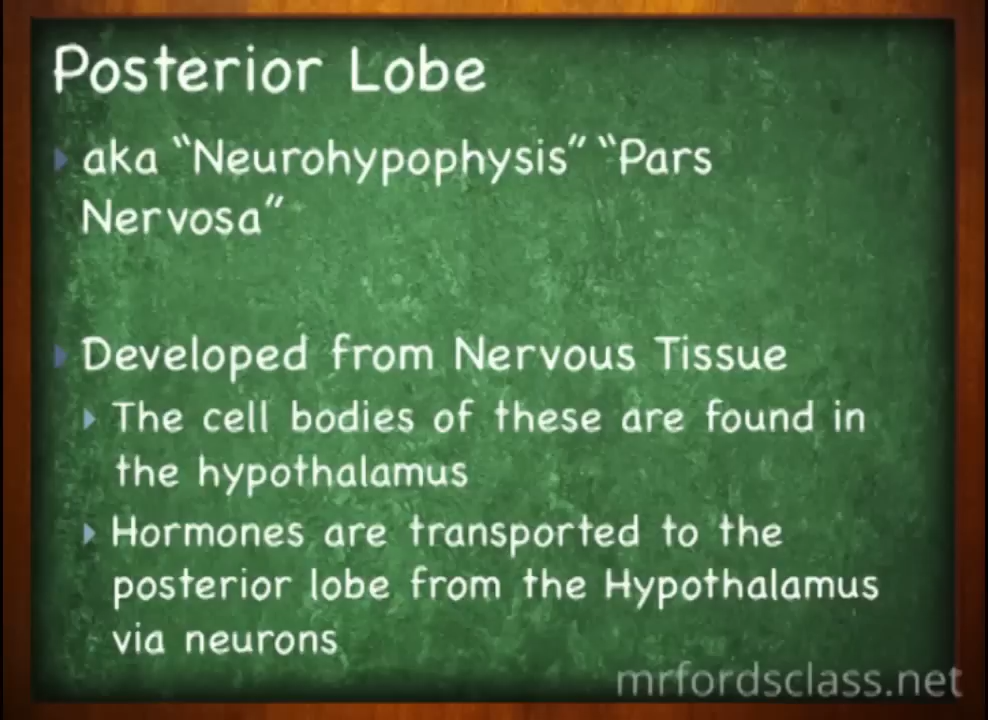 Posterior Lobe
aka “Neurohypophysis” “Pars
Nervosa”
Developed from Nervous Tissue
The cell bodies of these are found in
the hypothalamus
Hormones are transported to the
posterior lobe from the Hypothalamus
via neurons
mrfordsclass.net